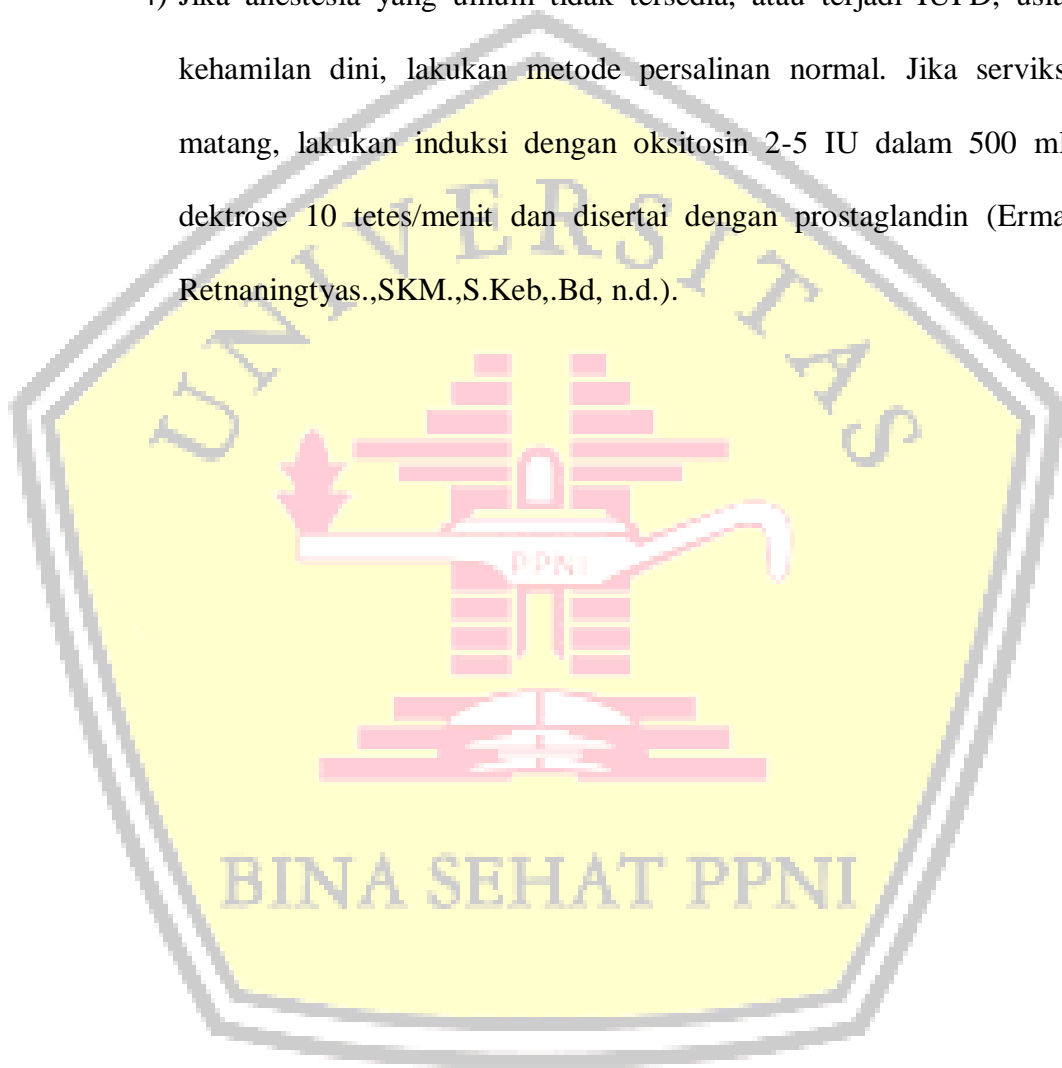 4) Jika anestesia yang umum tidak tersedia, atau terjadi IUFD, usia
kehamilan dini, lakukan metode persalinan normal. Jika serviks
matang, lakukan induksi dengan oksitosin 2-5 IU dalam 500 ml
dektrose 10 tetes/menit dan disertai dengan prostaglandin (Erma
Retnaningtyas.,SKM.,S.Keb,.Bd, n.d.).
UNIVERSITAS
PPNI
BINA SEHAT PPNI